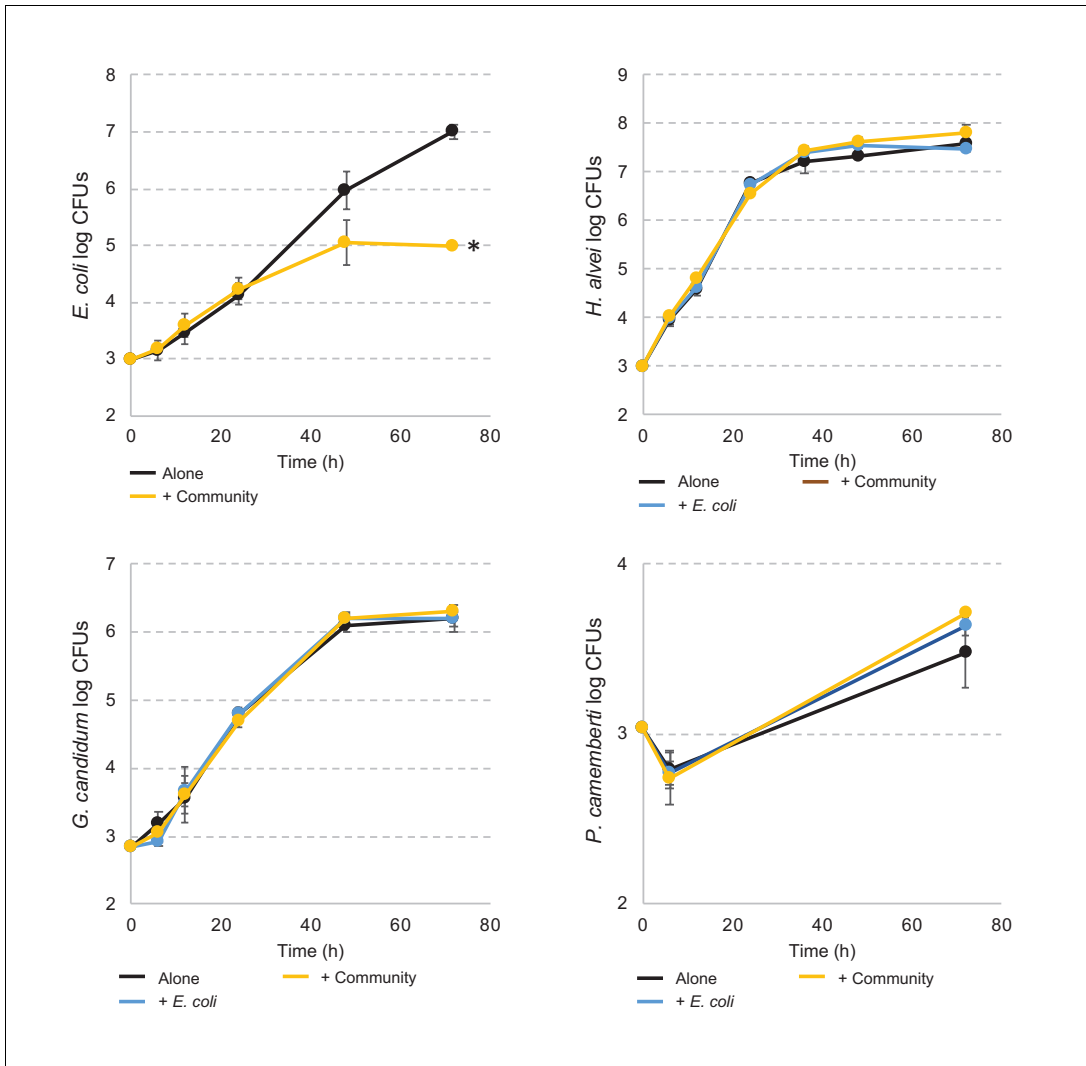 8
7
6
5
4
3
2
E. coli log CFUs
0 20 40 60 80
Time (h)
*
Alone
+ Community
9
8
7
6
5
4
3
2
H. alvei log CFUs
0 20 40 60 80
Time (h)
Alone + Community
+ E. coli
7
6
5
4
3
2
G. candidum log CFUs
0 20 40 60 80
Time (h)
Alone + Community
+ E. coli
4
3
2
P. camemberti log CFUs
0 20 40 60 80
Time (h)
Alone + Community
+ E. coli